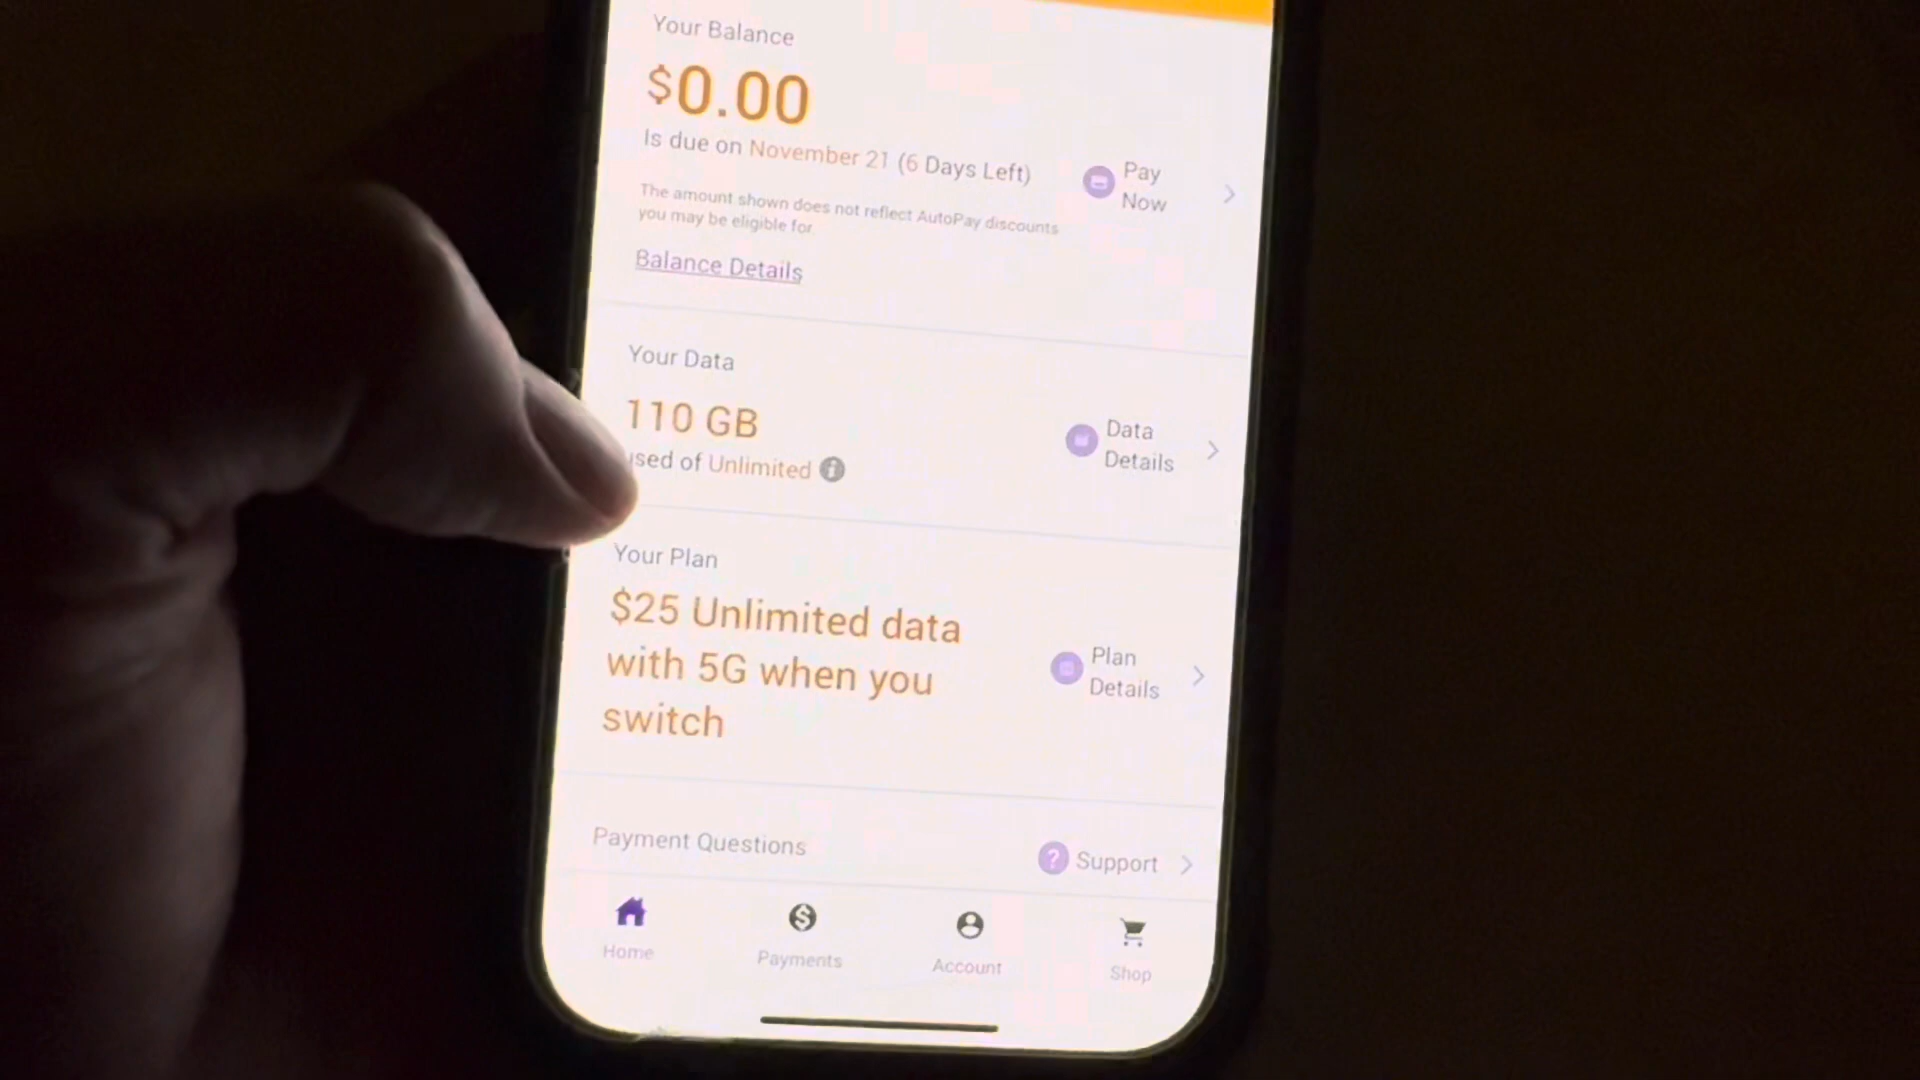 Your Balance
$0.00
Is due on November 21 (6 Days Left)
Pay
Now
The amount shown does not reflect AutoPay discounts
you may be eligible for.
Balance Details
Your Data
110 GB
used of Unlimited
Data
Details
Your Plan
$25 Unlimited data
with 5G when you
switch
Plan
Details
Payment Questions
Support
Home
Payments
Account
Shop